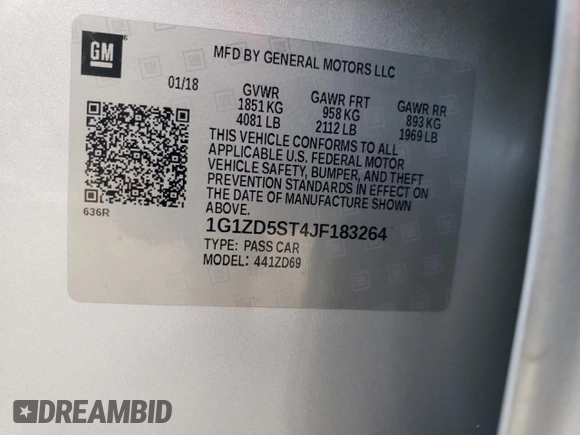 GM
MFD BY GENERAL MOTORS LLC
01/18 GVWR GAWR FRT GAWR RR
1851 KG 958 KG 893 KG
4081 LB 2112 LB 1969 LB
THIS VEHICLE CONFORMS TO ALL
APPLICABLE U.S. FEDERAL MOTOR
VEHICLE SAFETY, BUMPER, AND THEFT
PREVENTION STANDARDS IN EFFECT ON
THE DATE OF MANUFACTURE SHOWN
ABOVE.
636R
1G1ZD5ST4JF183264
TYPE: PASS CAR
MODEL: 441ZD69
DREAMBID